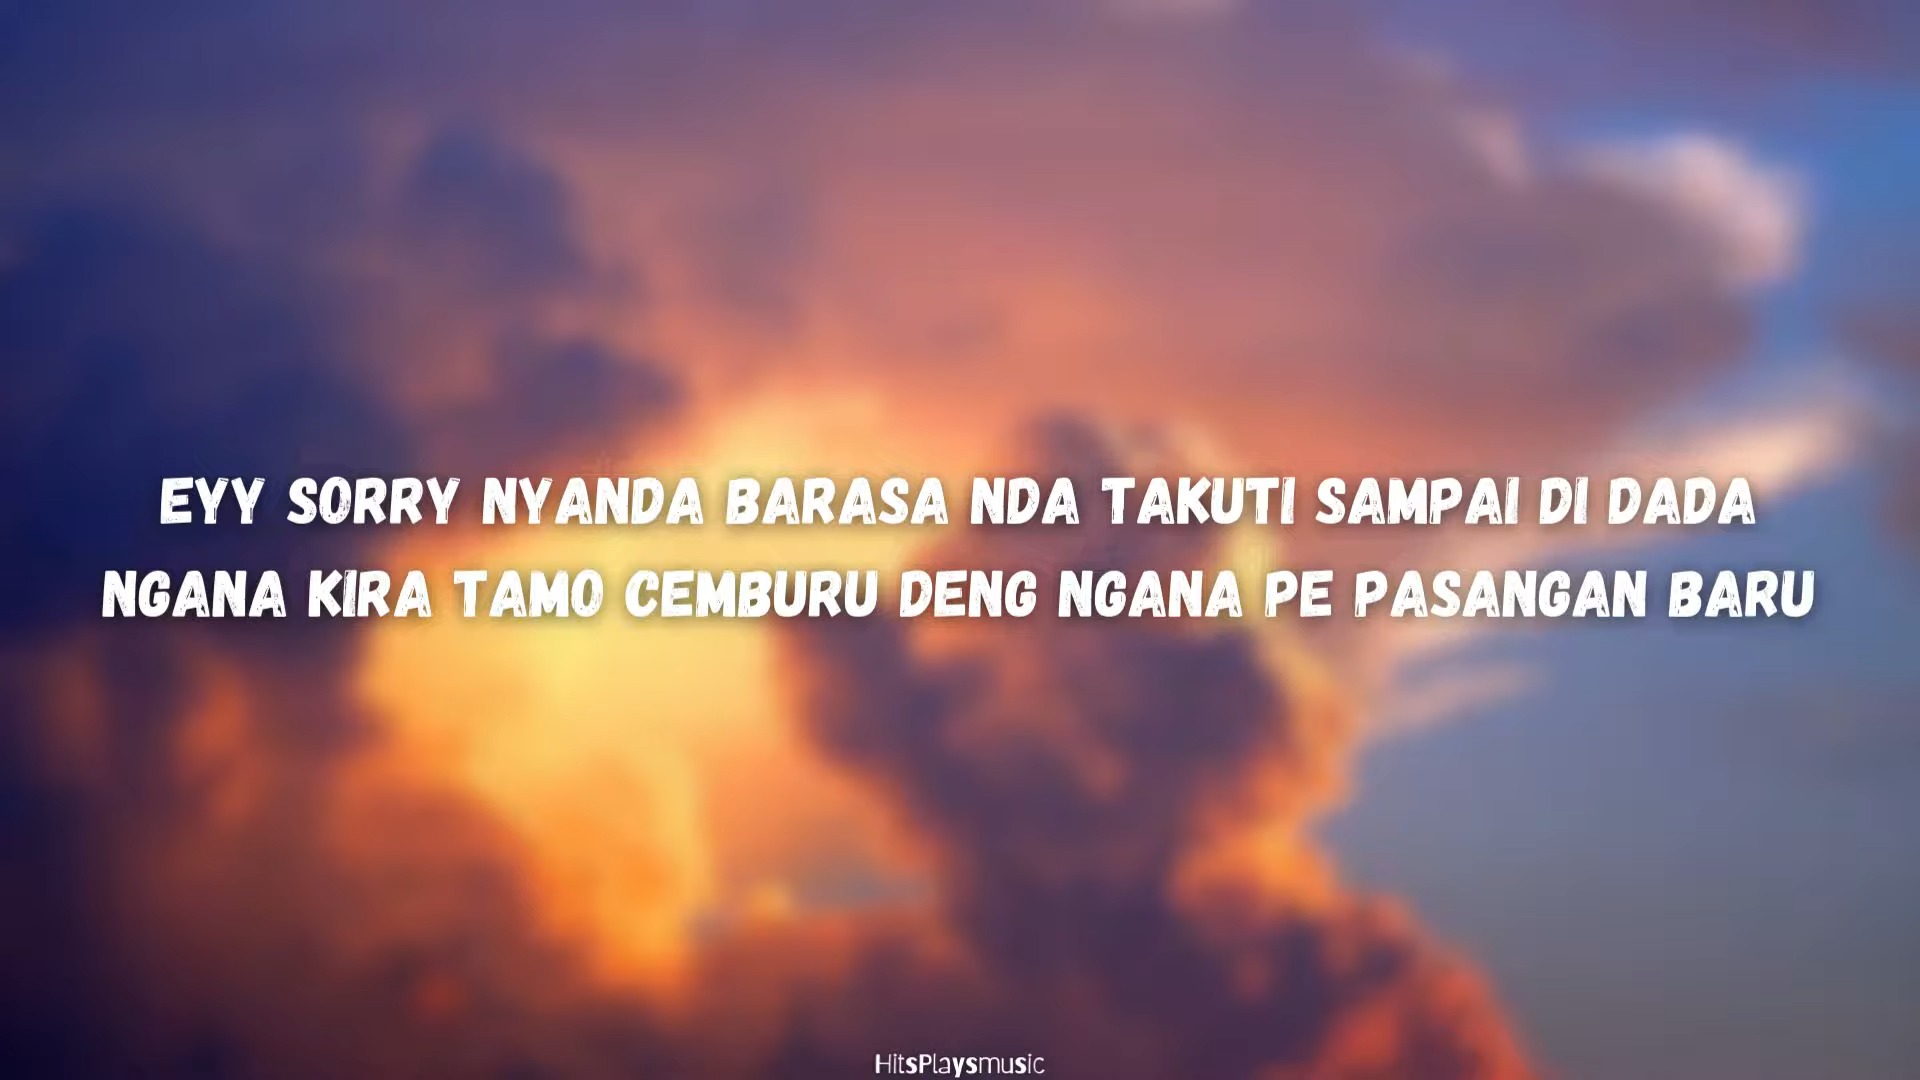 EYY SORRY NYANDA BARASA NDA TAKUTI SAMPAI DI DADA
NGANA KIRA TAMO CEMBURU DENG NGANA PE PASANGAN BARU
HitsPlaysmusic